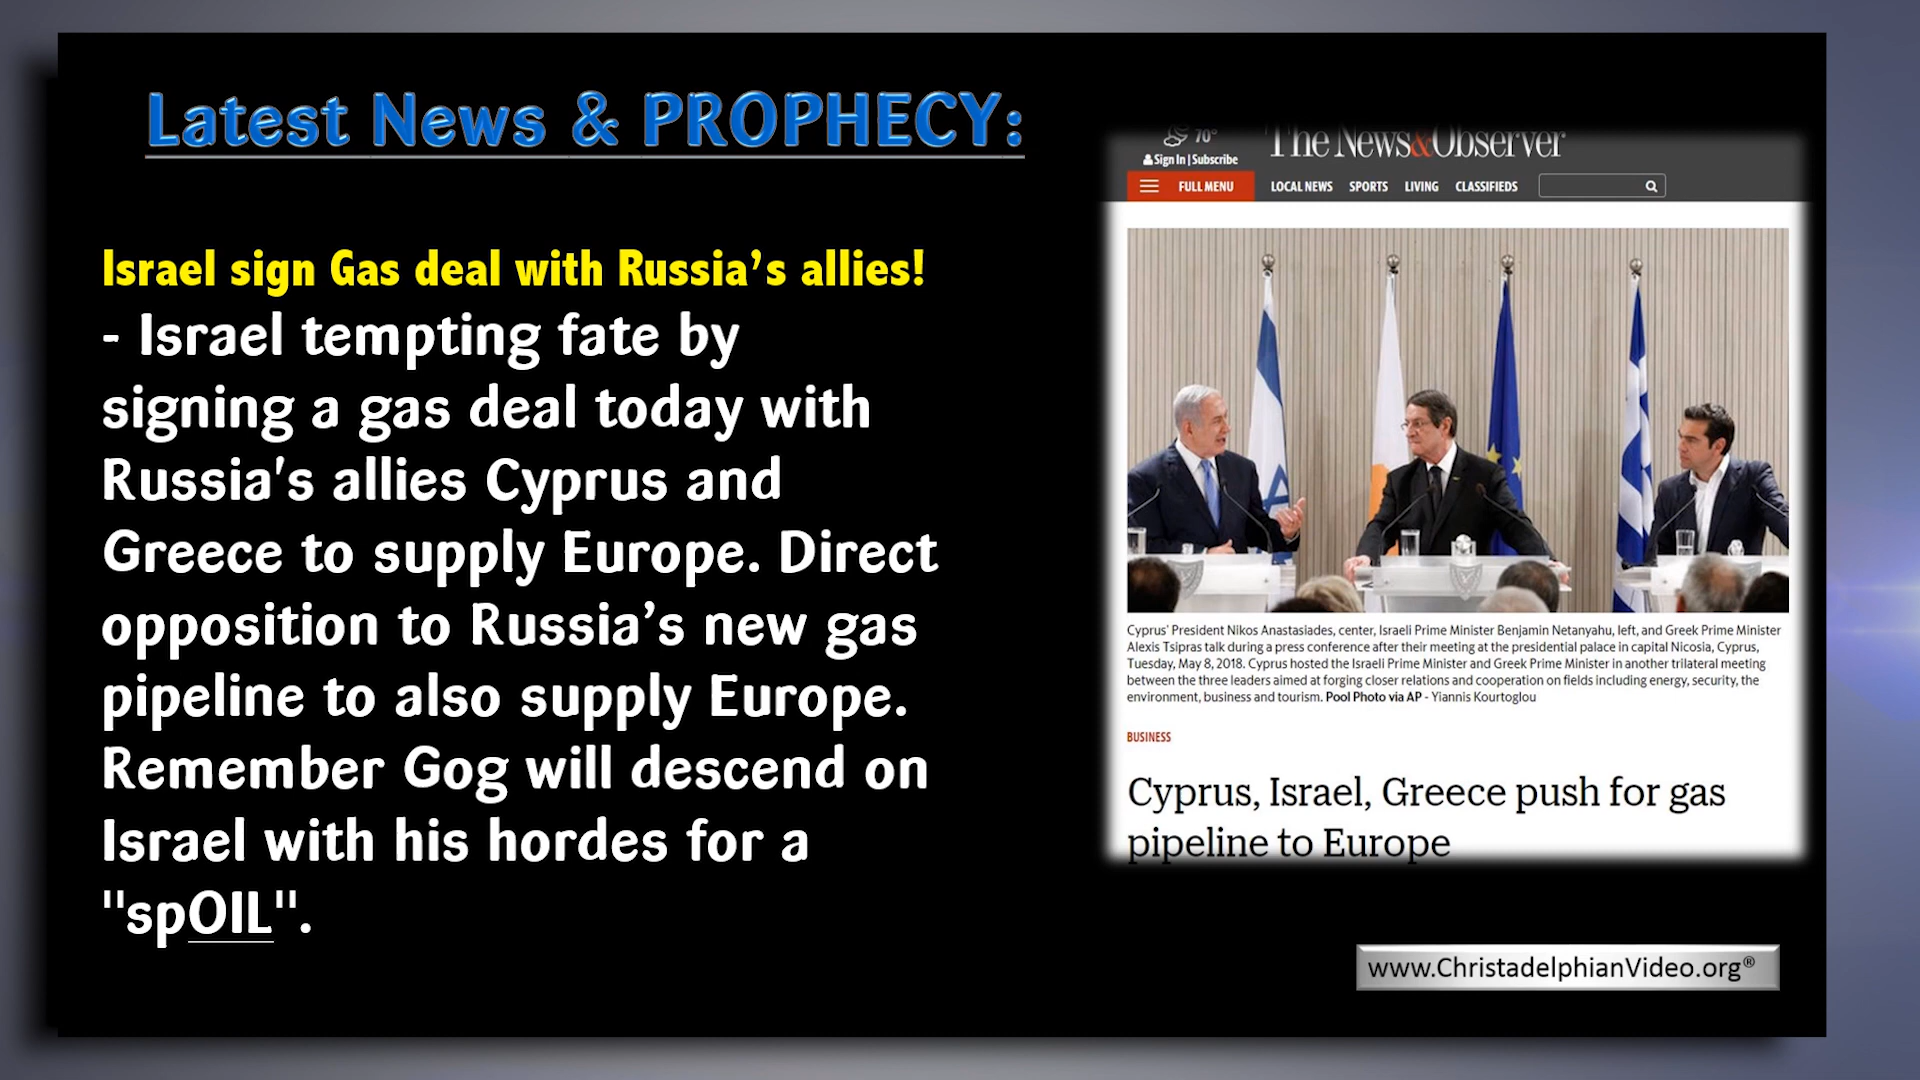 Latest News & PROPHECY:
Israel sign Gas deal with Russia’s allies!
- Israel tempting fate by
signing a gas deal today with
Russia's allies Cyprus and
Greece to supply Europe. Direct
opposition to Russia’s new gas
pipeline to also supply Europe.
Remember Gog will descend on
Israel with his hordes for a
"spOIL".
70°
The News&Observer
Sign In | Subscribe
FULL MENU
LOCAL NEWS SPORTS LIVING CLASSIFIEDS
Cyprus' President Nikos Anastasiades, center, Israeli Prime Minister Benjamin Netanyahu, left, and Greek Prime Minister
Alexis Tsipras talk during a press conference after their meeting at the presidential palace in capital Nicosia, Cyprus,
Tuesday, May 8, 2018. Cyprus hosted the Israeli Prime Minister and Greek Prime Minister in another trilateral meeting
between the three leaders aimed at forging closer relations and cooperation on fields including energy, security, the
environment, business and tourism. Pool Photo via AP - Yiannis Kourtoglou
BUSINESS
Cyprus, Israel, Greece push for gas
pipeline to Europe
www.ChristadelphianVideo.org®